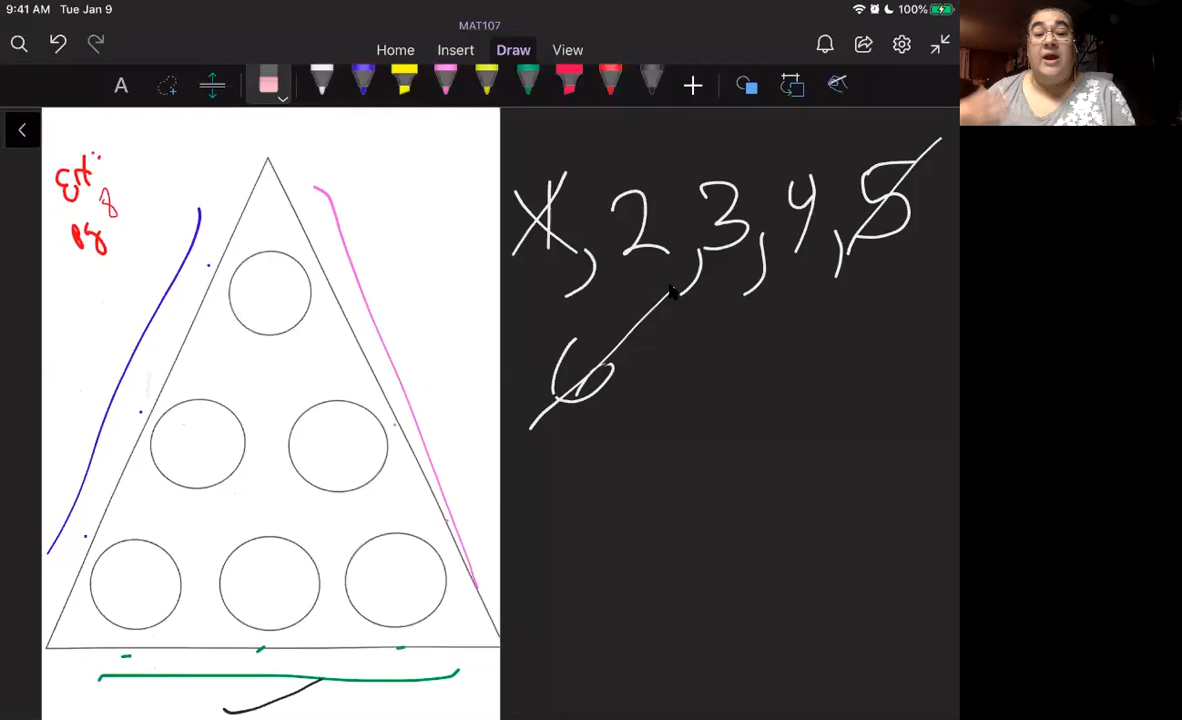 9:41 AM Tue Jan 9
100%
MAT107
Home Insert Draw View
A
1, 2, 3, 4, 5
6